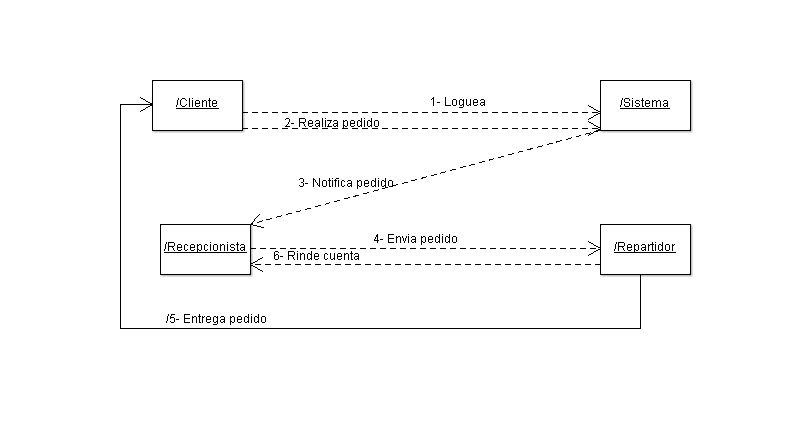 /Cliente
1- Loguea
/Sistema
2- Realiza pedido
3- Notifica pedido
/Recepcionista
4- Envia pedido
/Repartidor
6- Rinde cuenta
/5- Entrega pedido